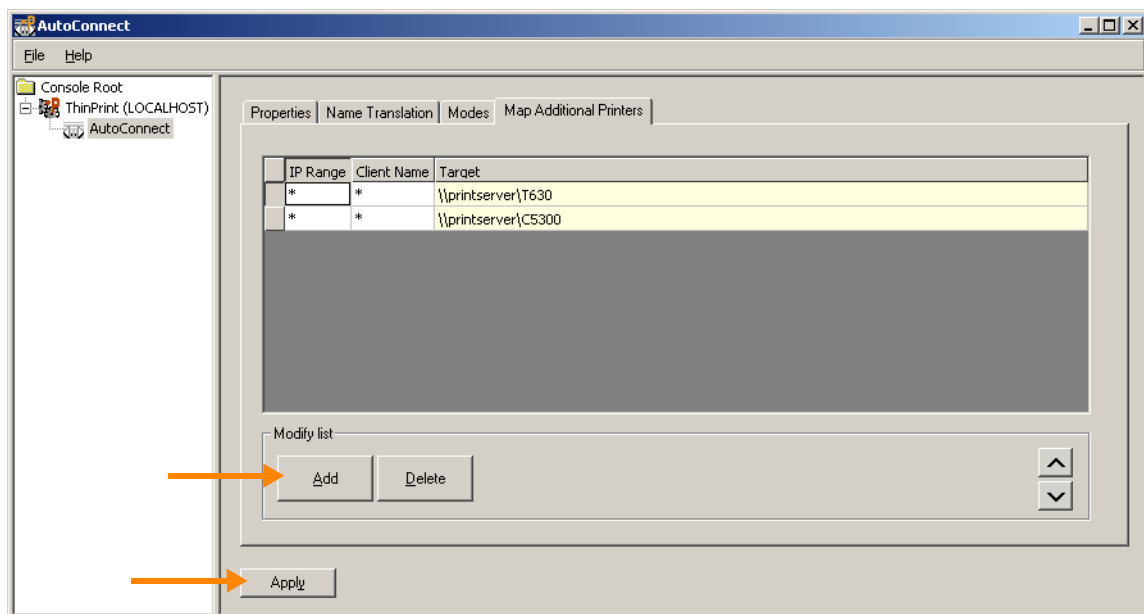 AutoConnect
File Help
Console Root
ThinPrint (LOCALHOST)
AutoConnect
Properties Name Translation Modes Map Additional Printers
IP Range Client Name Target
* * \\printserver\T630
* * \\printserver\C5300
Modify list
Add Delete
Apply